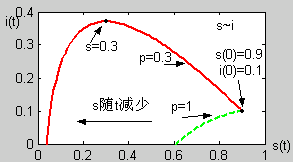 i(t)
0.4
0.3
0.2
0.1
0
s~i
s=0.3
p=0.3
s(0)=0.9
i(0)=0.1
s随t减少
p=1
0
0.2
0.4
0.6
0.8
1
s(t)